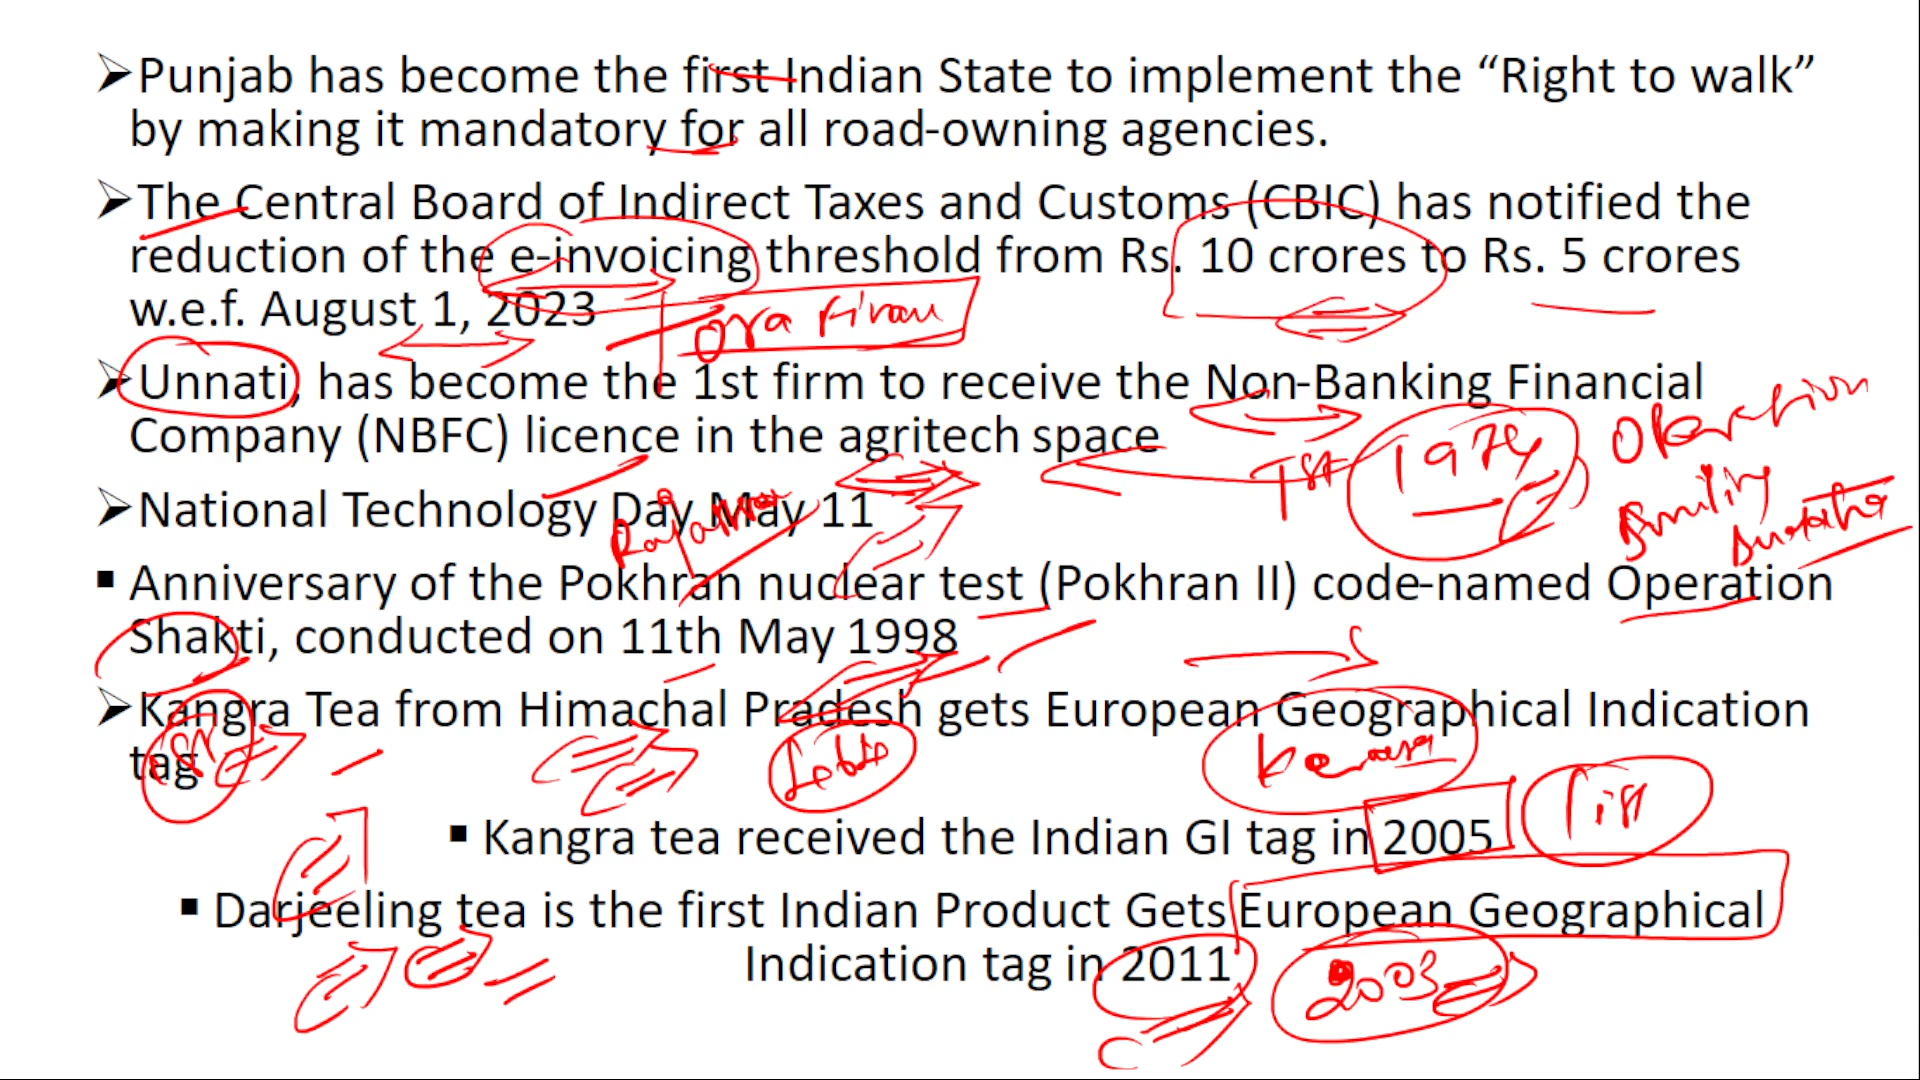 ➢Punjab has become the first Indian State to implement the “Right to walk”
by making it mandatory for all road-owning agencies.
➢The Central Board of Indirect Taxes and Customs (CBIC) has notified the
reduction of the e-invoicing threshold from Rs. 10 crores to Rs. 5 crores
w.e.f. August 1, 2023
➢Unnati, has become the 1st firm to receive the Non-Banking Financial
Company (NBFC) licence in the agritech space
1st 1974 Operation
Smiling
Buddha
➢National Technology Day May 11
▪ Anniversary of the Pokhran nuclear test (Pokhran II) code-named Operation
Shakti, conducted on 11th May 1998
➢Kangra Tea from Himachal Pradesh gets European Geographical Indication
tag
▪ Kangra tea received the Indian GI tag in 2005
▪ Darjeeling tea is the first Indian Product Gets European Geographical
Indication tag in 2011
2003